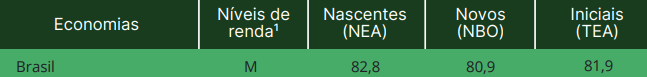 Economias Níveis de renda¹ Nascentes (NEA) Novos (NBO) Iniciais (TEA)
Brasil M 82,8 80,9 81,9